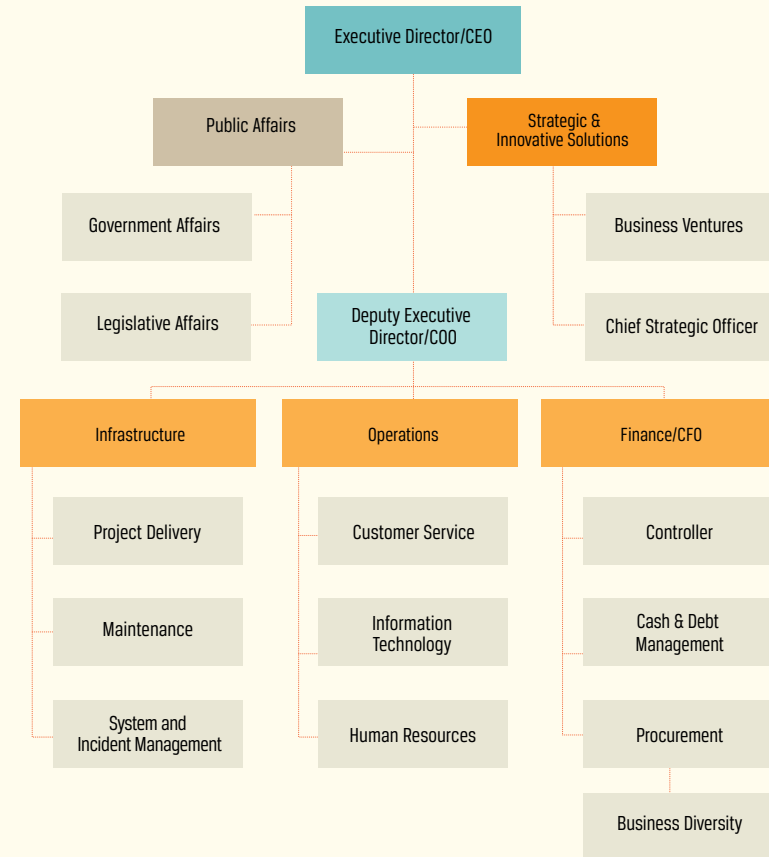 Executive Director/CEO
Public Affairs
Strategic &
Innovative Solutions
Government Affairs
Business Ventures
Legislative Affairs
Deputy Executive
Director/COO
Chief Strategic Officer
Infrastructure
Operations
Finance/CFO
Project Delivery
Customer Service
Controller
Maintenance
Information
Technology
Cash & Debt
Management
System and
Incident Management
Human Resources
Procurement
Business Diversity